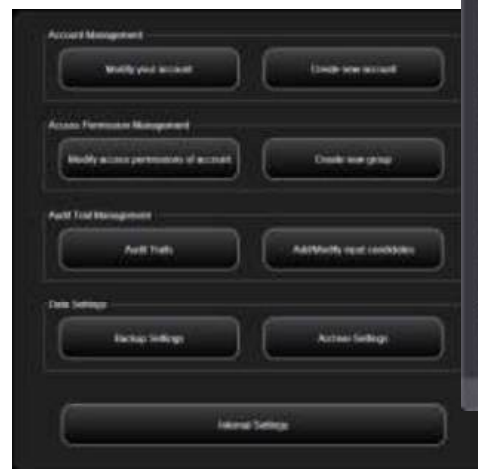 Account Management
Modify your account
Create new account
Access Permission Management
Modify access permissions of account
Create new group
Audit Trail Management
Audit Trails
Add/Modify input candidates
Data Settings
Backup Settings
Archive Settings
Internal Settings